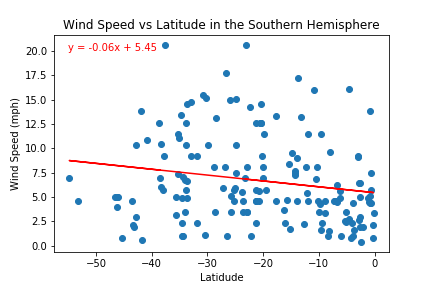 Wind Speed vs Latitude in the Southern Hemisphere
y = -0.06x + 5.45
20.0
17.5
15.0
12.5
10.0
7.5
5.0
2.5
0.0
Wind Speed (mph)
−50 −40 −30 −20 −10 0
Latidude